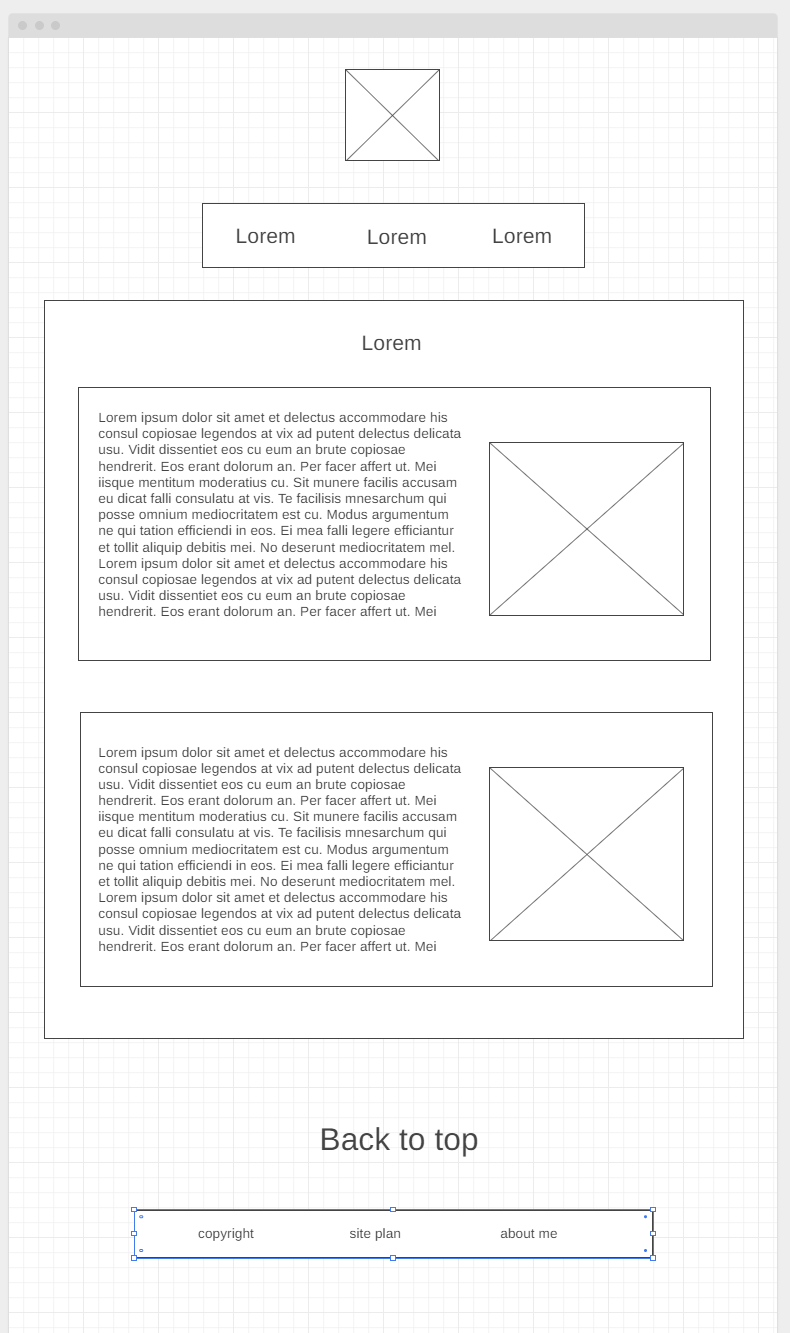 Lorem Lorem Lorem
Lorem
Lorem ipsum dolor sit amet et delectus accommodare his
consul copiosae legendos at vix ad putent delectus delicata
usu. Vidit dissentiet eos cu eum an brute copiosae
hendrerit. Eos erant dolorum an. Per facer affert ut. Mei
iisque mentitum moderatius cu. Sit munere facilis accusam
eu dicat falli consulatu at vis. Te facilisis mnesarchum qui
posse omnium mediocritatem est cu. Modus argumentum
ne qui tation efficiendi in eos. Ei mea falli legere efficiantur
et tollit aliquip debitis mei. No deserunt mediocritatem mel.
Lorem ipsum dolor sit amet et delectus accommodare his
consul copiosae legendos at vix ad putent delectus delicata
usu. Vidit dissentiet eos cu eum an brute copiosae
hendrerit. Eos erant dolorum an. Per facer affert ut. Mei
Lorem ipsum dolor sit amet et delectus accommodare his
consul copiosae legendos at vix ad putent delectus delicata
usu. Vidit dissentiet eos cu eum an brute copiosae
hendrerit. Eos erant dolorum an. Per facer affert ut. Mei
iisque mentitum moderatius cu. Sit munere facilis accusam
eu dicat falli consulatu at vis. Te facilisis mnesarchum qui
posse omnium mediocritatem est cu. Modus argumentum
ne qui tation efficiendi in eos. Ei mea falli legere efficiantur
et tollit aliquip debitis mei. No deserunt mediocritatem mel.
Lorem ipsum dolor sit amet et delectus accommodare his
consul copiosae legendos at vix ad putent delectus delicata
usu. Vidit dissentiet eos cu eum an brute copiosae
hendrerit. Eos erant dolorum an. Per facer affert ut. Mei
Back to top
copyright site plan about me